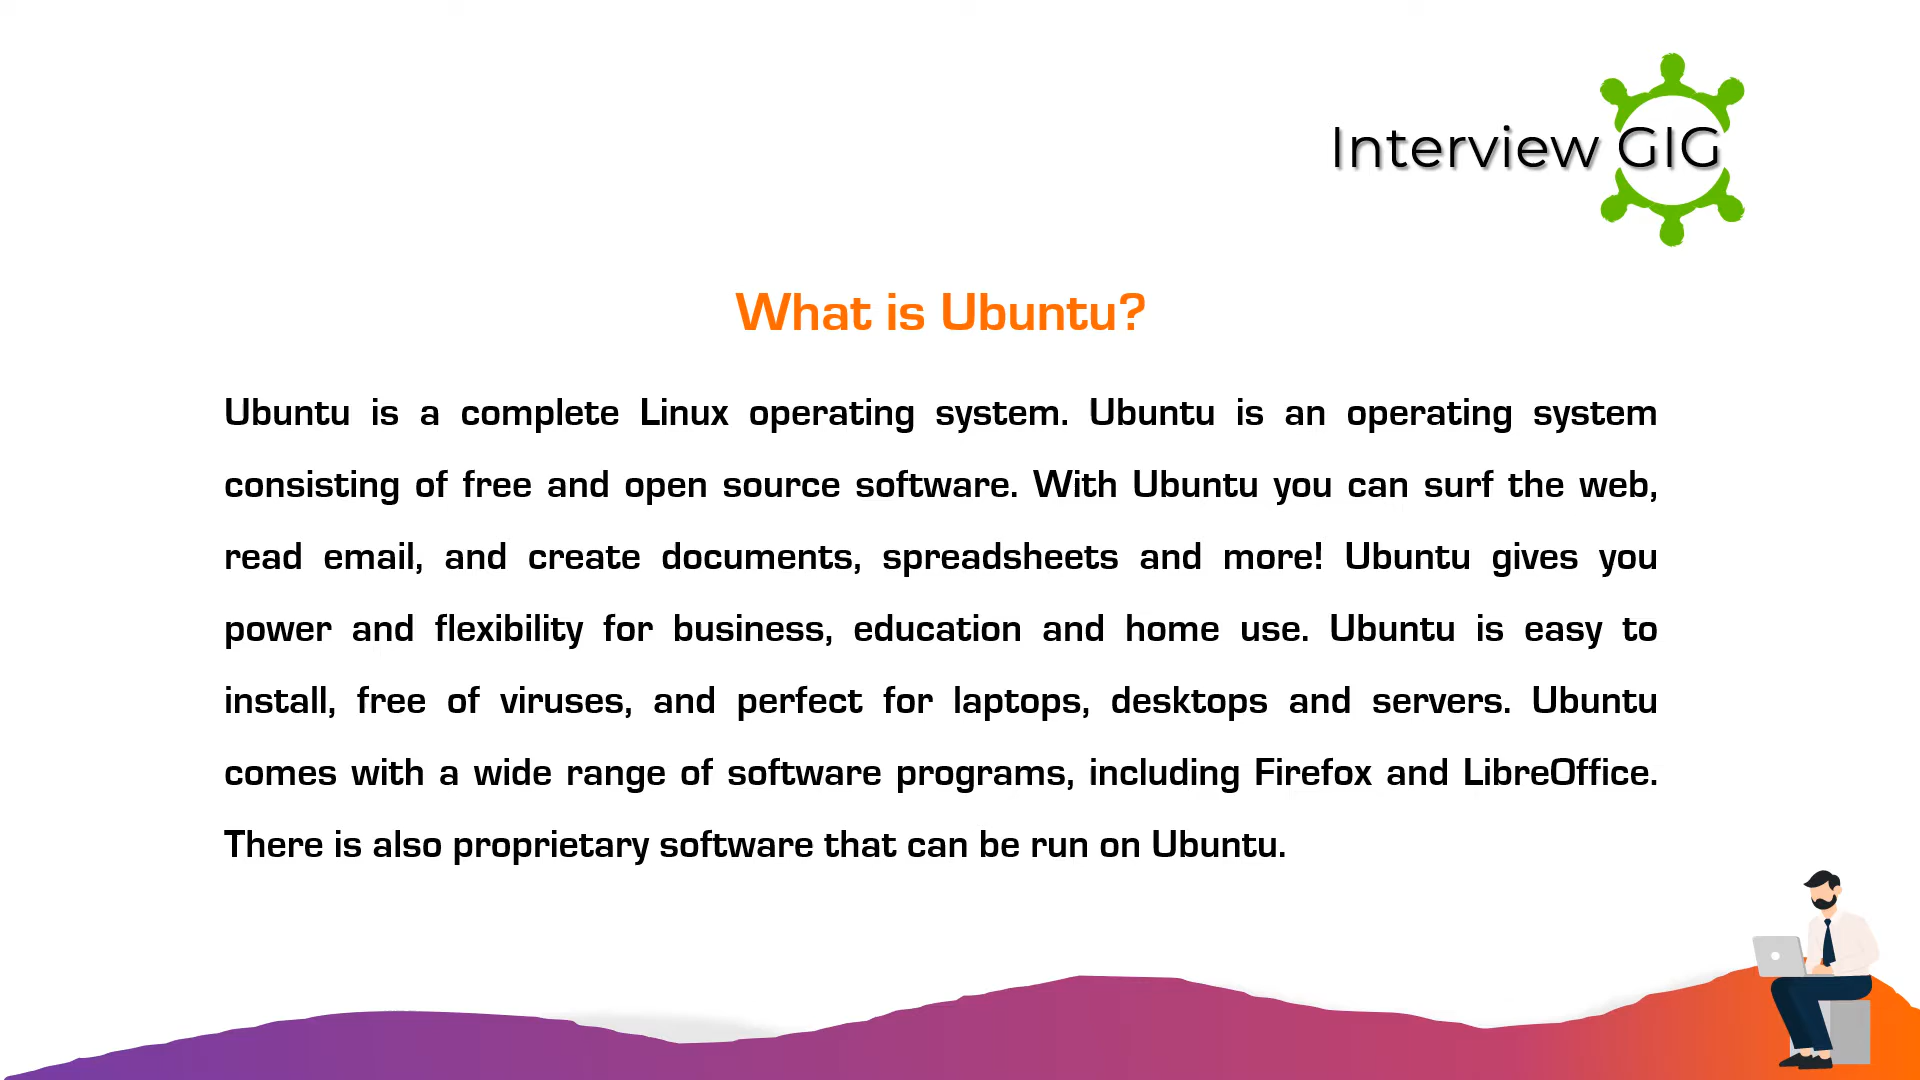 Interview GIG
What is Ubuntu?
Ubuntu is a complete Linux operating system. Ubuntu is an operating system
consisting of free and open source software. With Ubuntu you can surf the web,
read email, and create documents, spreadsheets and more! Ubuntu gives you
power and flexibility for business, education and home use. Ubuntu is easy to
install, free of viruses, and perfect for laptops, desktops and servers. Ubuntu
comes with a wide range of software programs, including Firefox and LibreOffice.
There is also proprietary software that can be run on Ubuntu.